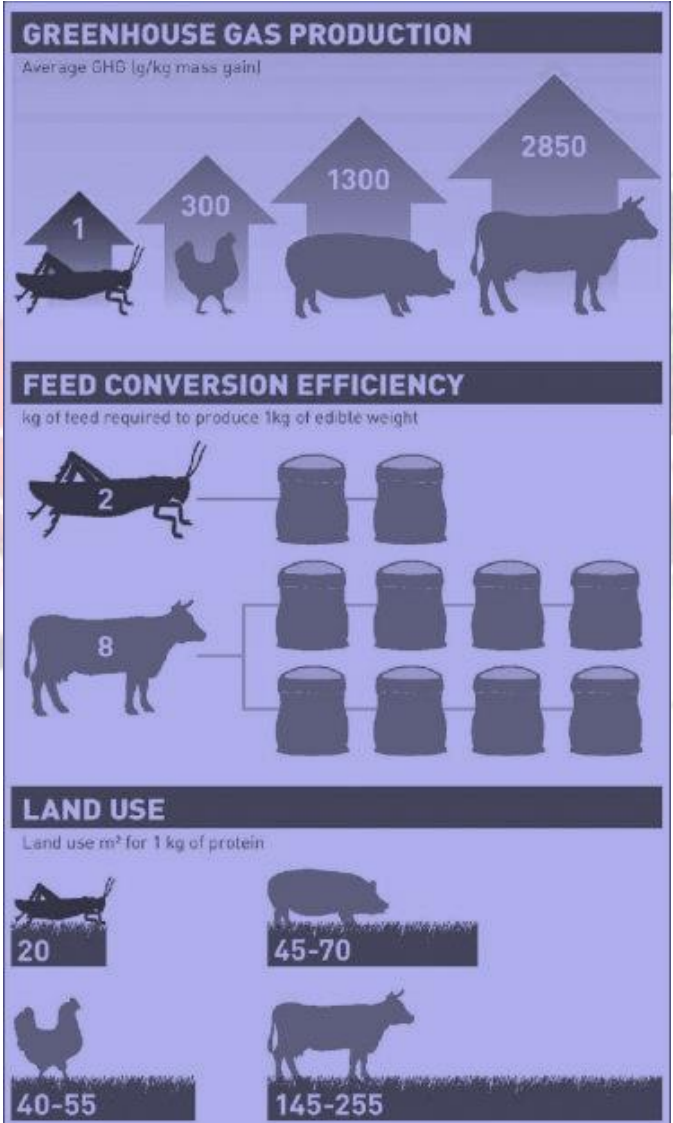 GREENHOUSE GAS PRODUCTION
Average GHG (g/kg mass gain)
1
300
1300
2850
FEED CONVERSION EFFICIENCY
kg of feed required to produce 1kg of edible weight
2
8
LAND USE
Land use m² for 1 kg of protein
20
45-70
40-55
145-255